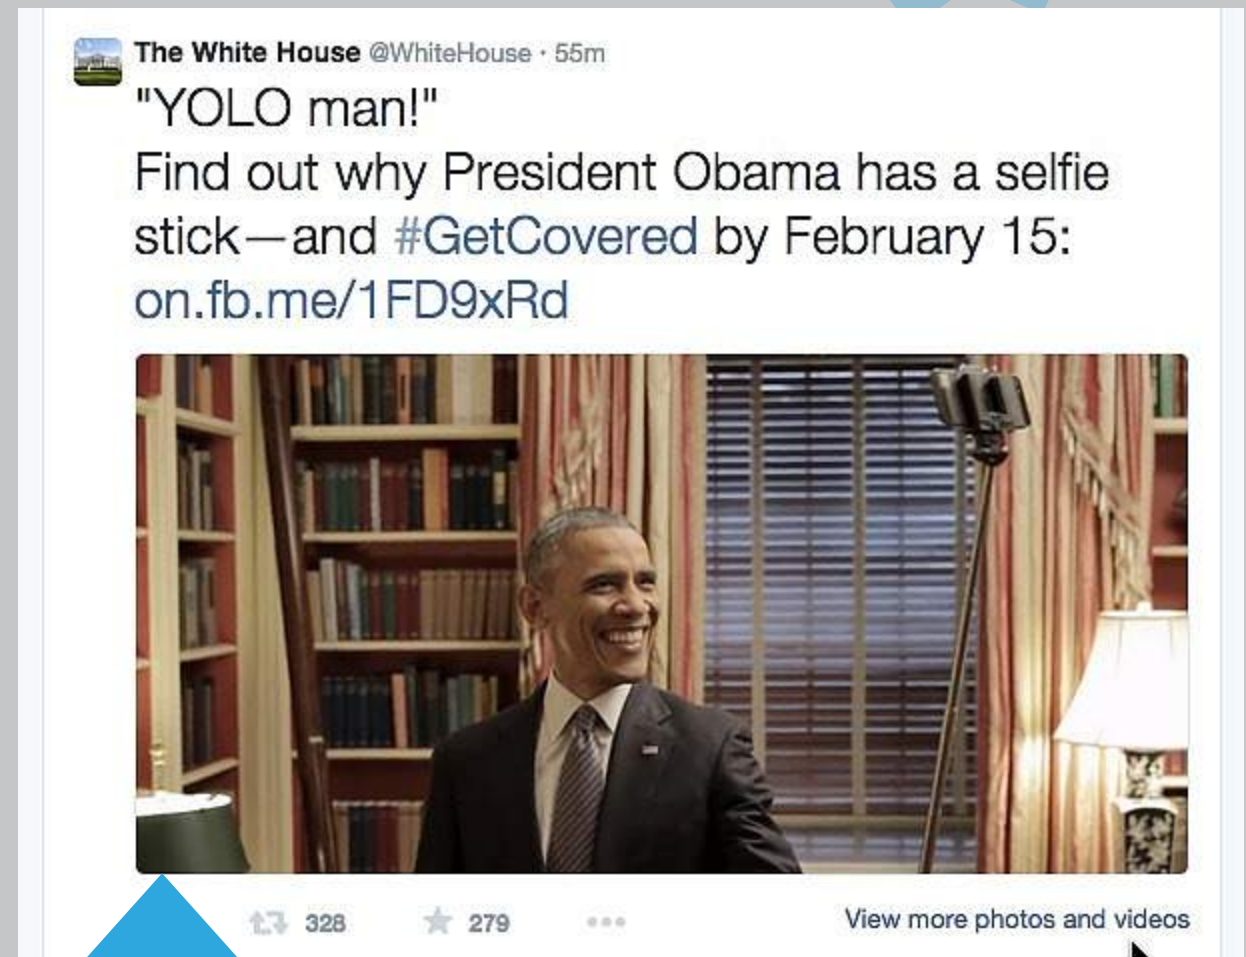 The White House @WhiteHouse · 55m
"YOLO man!"
Find out why President Obama has a selfie
stick—and #GetCovered by February 15:
on.fb.me/1FD9xRd
328 279 View more photos and videos